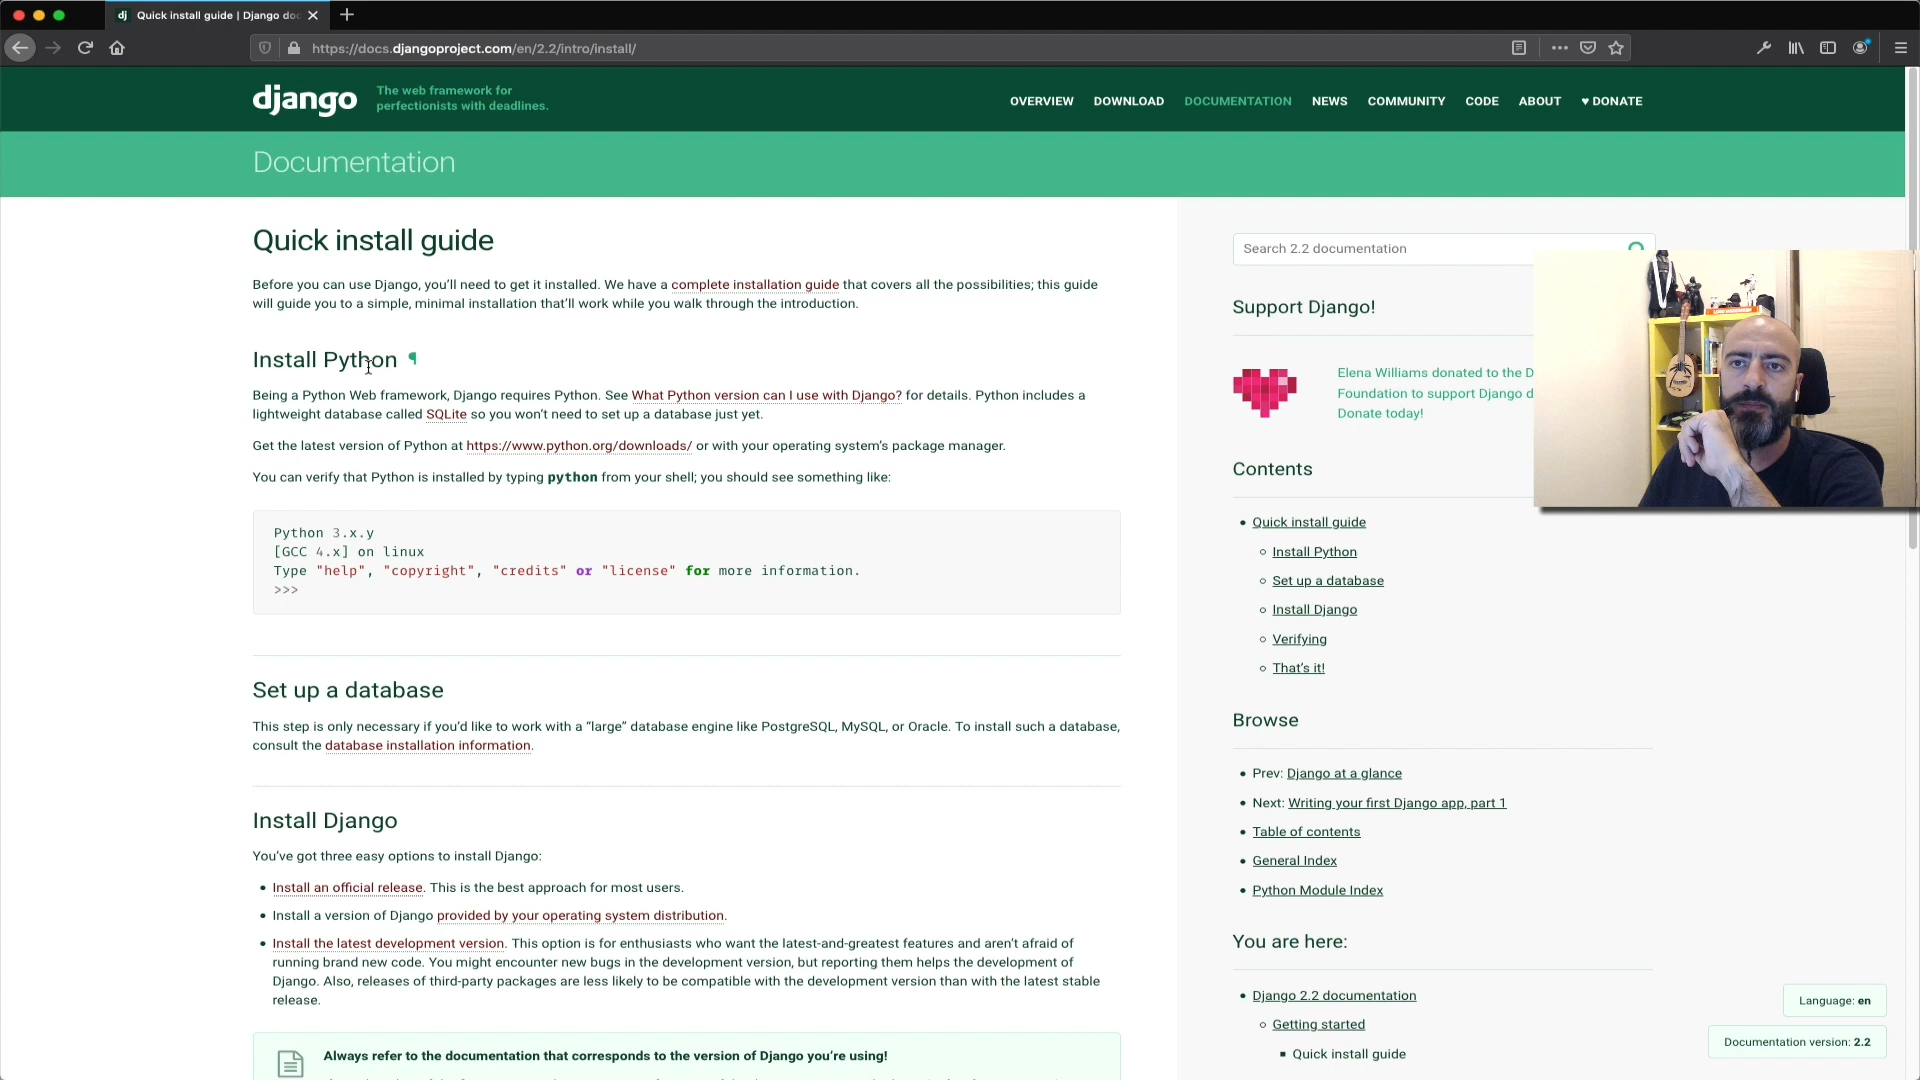 dj Quick install guide | Django doc
https://docs.djangoproject.com/en/2.2/intro/install/
django
The web framework for
perfectionists with deadlines.
OVERVIEW DOWNLOAD DOCUMENTATION NEWS COMMUNITY CODE ABOUT ♥ DONATE
Documentation
Quick install guide
Before you can use Django, you’ll need to get it installed. We have a complete installation guide that covers all the possibilities; this guide
will guide you to a simple, minimal installation that’ll work while you walk through the introduction.
Install Python ¶
Being a Python Web framework, Django requires Python. See What Python version can I use with Django? for details. Python includes a
lightweight database called SQLite so you won’t need to set up a database just yet.
Get the latest version of Python at https://www.python.org/downloads/ or with your operating system’s package manager.
You can verify that Python is installed by typing python from your shell; you should see something like:
Python 3.x.y
[GCC 4.x] on linux
Type "help", "copyright", "credits" or "license" for more information.
>>>
Set up a database
This step is only necessary if you’d like to work with a “large” database engine like PostgreSQL, MySQL, or Oracle. To install such a database,
consult the database installation information.
Install Django
You’ve got three easy options to install Django:
• Install an official release. This is the best approach for most users.
• Install a version of Django provided by your operating system distribution.
• Install the latest development version. This option is for enthusiasts who want the latest-and-greatest features and aren’t afraid of
running brand new code. You might encounter new bugs in the development version, but reporting them helps the development of
Django. Also, releases of third-party packages are less likely to be compatible with the development version than with the latest stable
release.
Always refer to the documentation that corresponds to the version of Django you’re using!
Search 2.2 documentation
Support Django!
Elena Williams donated to the D
Foundation to support Django d
Donate today!
Contents
• Quick install guide
◦ Install Python
◦ Set up a database
◦ Install Django
◦ Verifying
◦ That’s it!
Browse
• Prev: Django at a glance
• Next: Writing your first Django app, part 1
• Table of contents
• General Index
• Python Module Index
You are here:
• Django 2.2 documentation
◦ Getting started
▪ Quick install guide
Language: en
Documentation version: 2.2